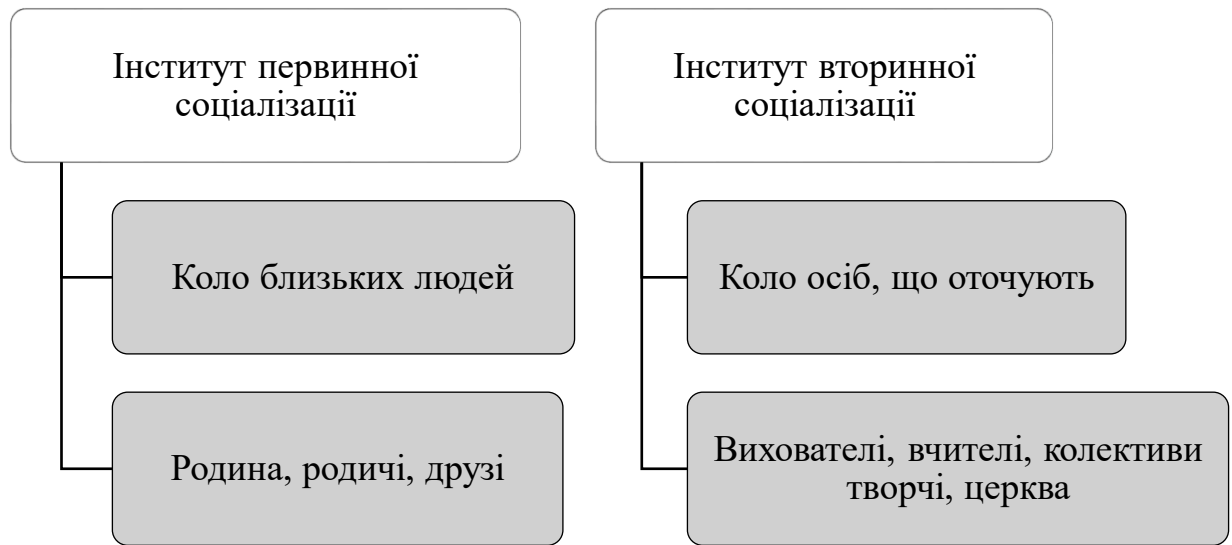 Інститут первинної
соціалізації
Коло близьких людей
Родина, родичі, друзі
Інститут вторинної
соціалізації
Коло осіб, що оточують
Вихователі, вчителі, колективи
творчі, церква